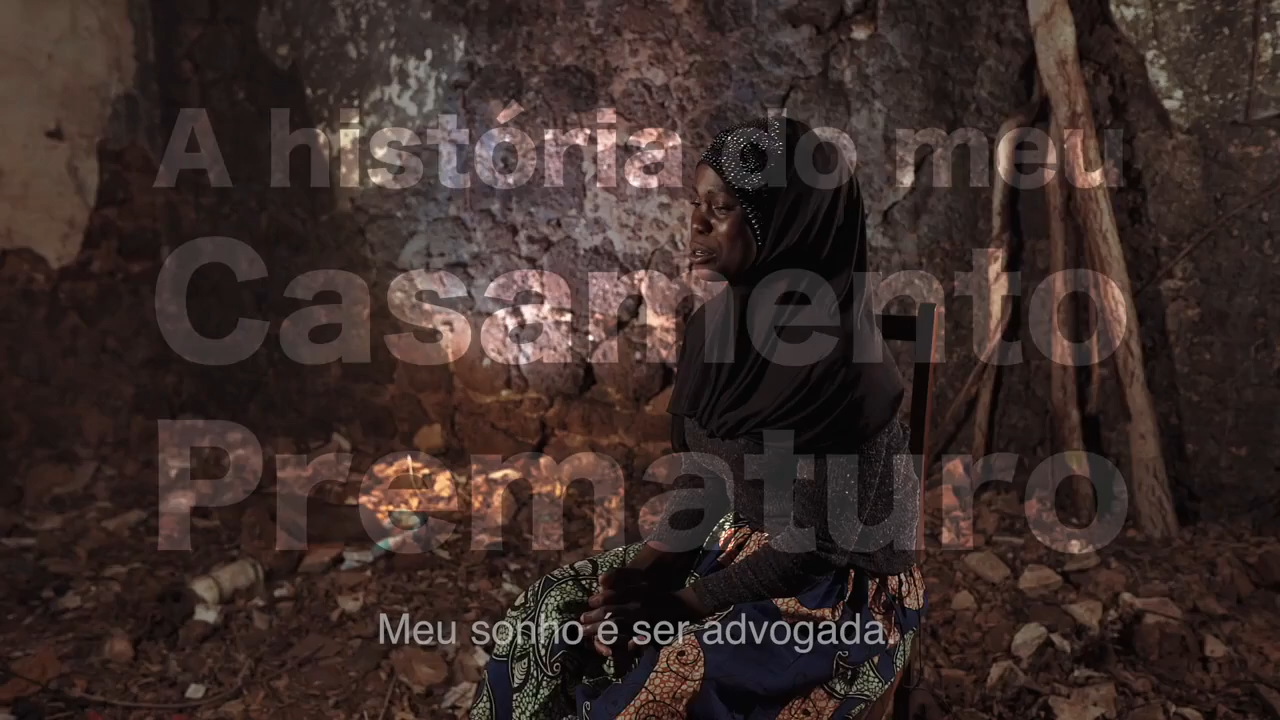 A história do meu
Casamento
Prematuro
Meu sonho é ser advogada.